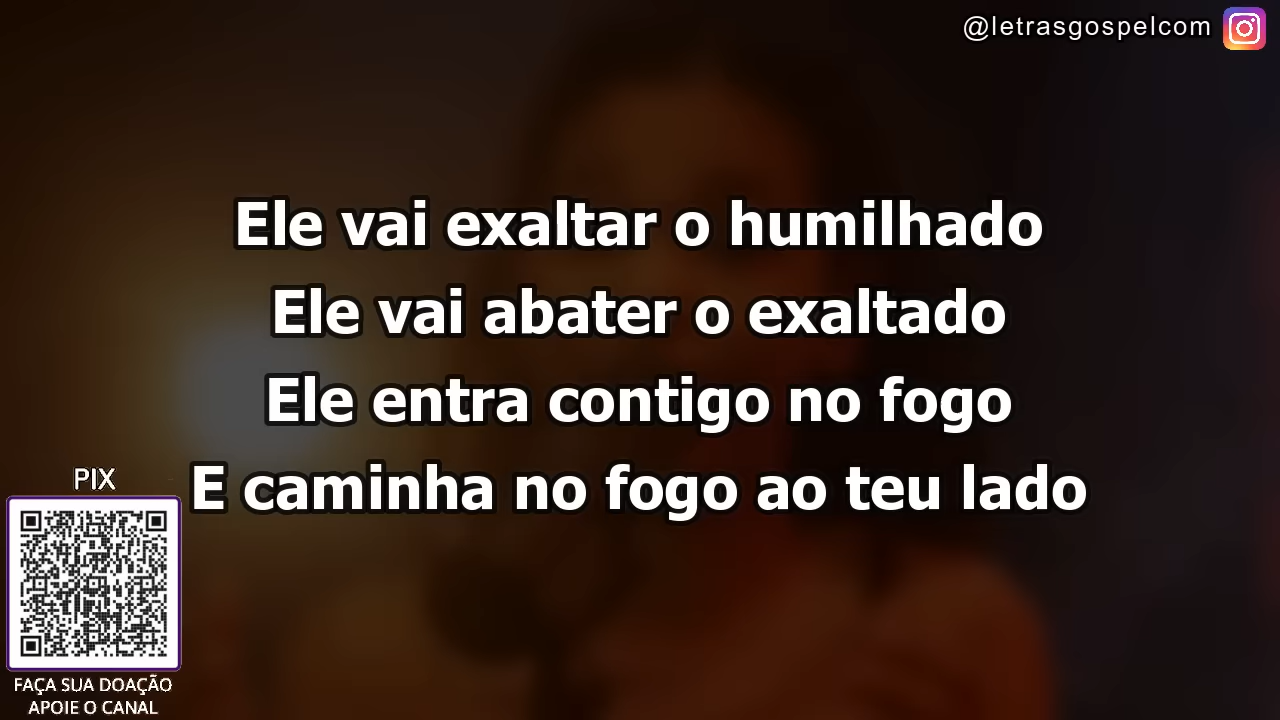 @letrasgospelcom
Ele vai exaltar o humilhado
Ele vai abater o exaltado
Ele entra contigo no fogo
E caminha no fogo ao teu lado
PIX
FAÇA SUA DOAÇÃO
APOIE O CANAL